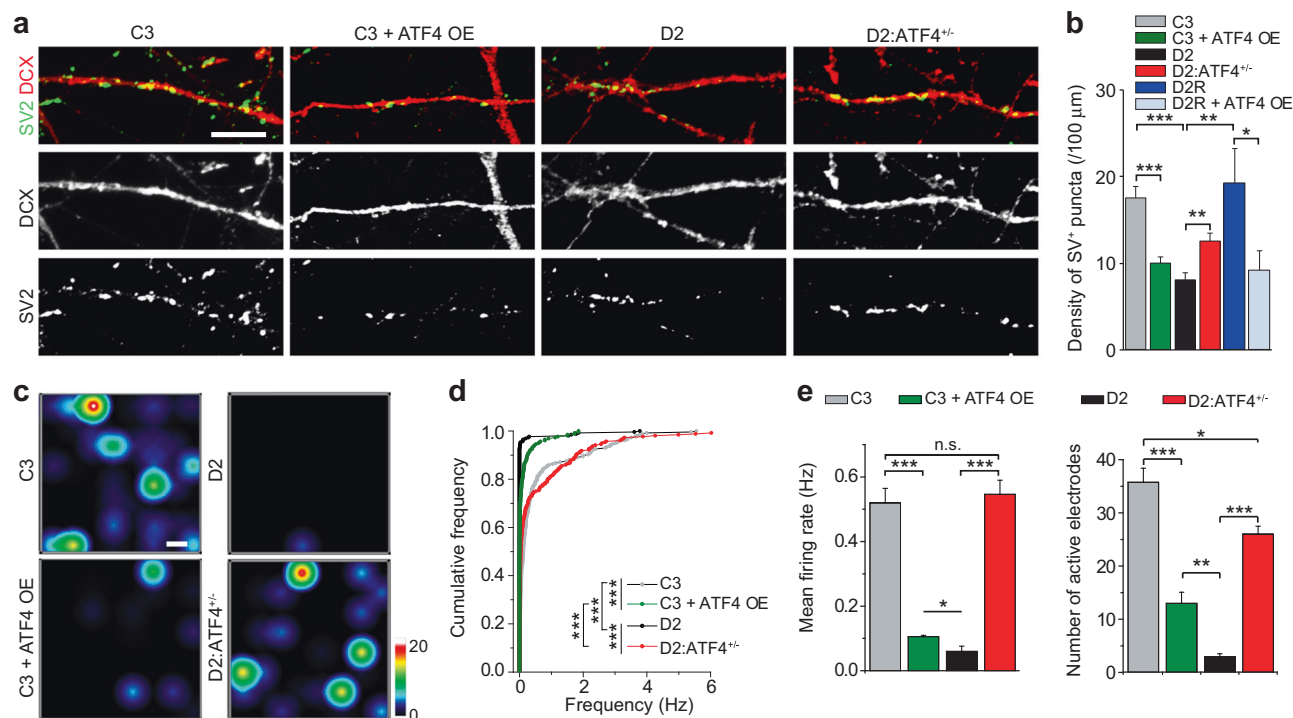 a
C3
C3 + ATF4 OE
D2
D2:ATF4+/-
SV2 DCX
DCX
SV2
b
C3
C3 + ATF4 OE
D2
D2:ATF4+/-
D2R
D2R + ATF4 OE
Density of SV+ puncta (/100 μm)
30
20
10
0
***
**
*
***
**
c
C3
D2
C3 + ATF4 OE
D2:ATF4+/-
20
0
d
Cumulative frequency
1.0
0.8
0.6
0.4
0.2
0.0
0
2
4
6
Frequency (Hz)
C3
C3 + ATF4 OE
D2
D2:ATF4+/-
***
***
***
***
e
C3
C3 + ATF4 OE
D2
D2:ATF4+/-
Mean firing rate (Hz)
0.6
0.4
0.2
0.0
n.s.
***
***
*
Number of active electrodes
40
30
20
10
0
*
***
***
**